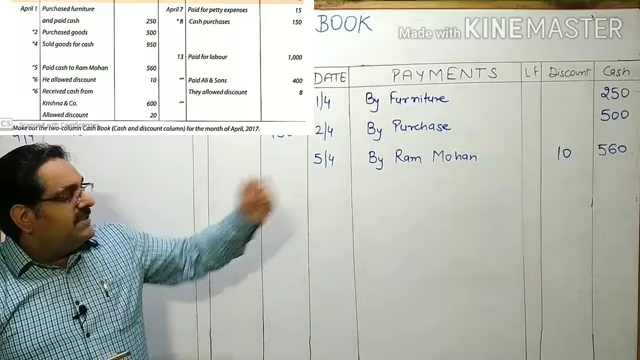 April 1 Purchased furniture
and paid cash 250
"2 Purchased goods 500
"4 Sold goods for cash 950
"5 Paid cash to Ram Mohan 560
"6 He allowed discount 10
"6 Received cash from
Krishna & Co. 600
Allowed discount 20
April 7 Paid for petty expenses 15
"8 Cash purchases 150
13 Paid for labour 1,000
" Paid Ali & Sons 400
" They allowed discount 8
CS Scanned with CamScanner
Make out the two-column Cash Book (Cash and discount column) for the month of April, 2017.
BOOK
Made with KINEMASTER
DATE PAYMENTS LF Discount Cash
1/4 By Furniture 250
2/4 By Purchase 500
5/4 By Ram Mohan 10 560